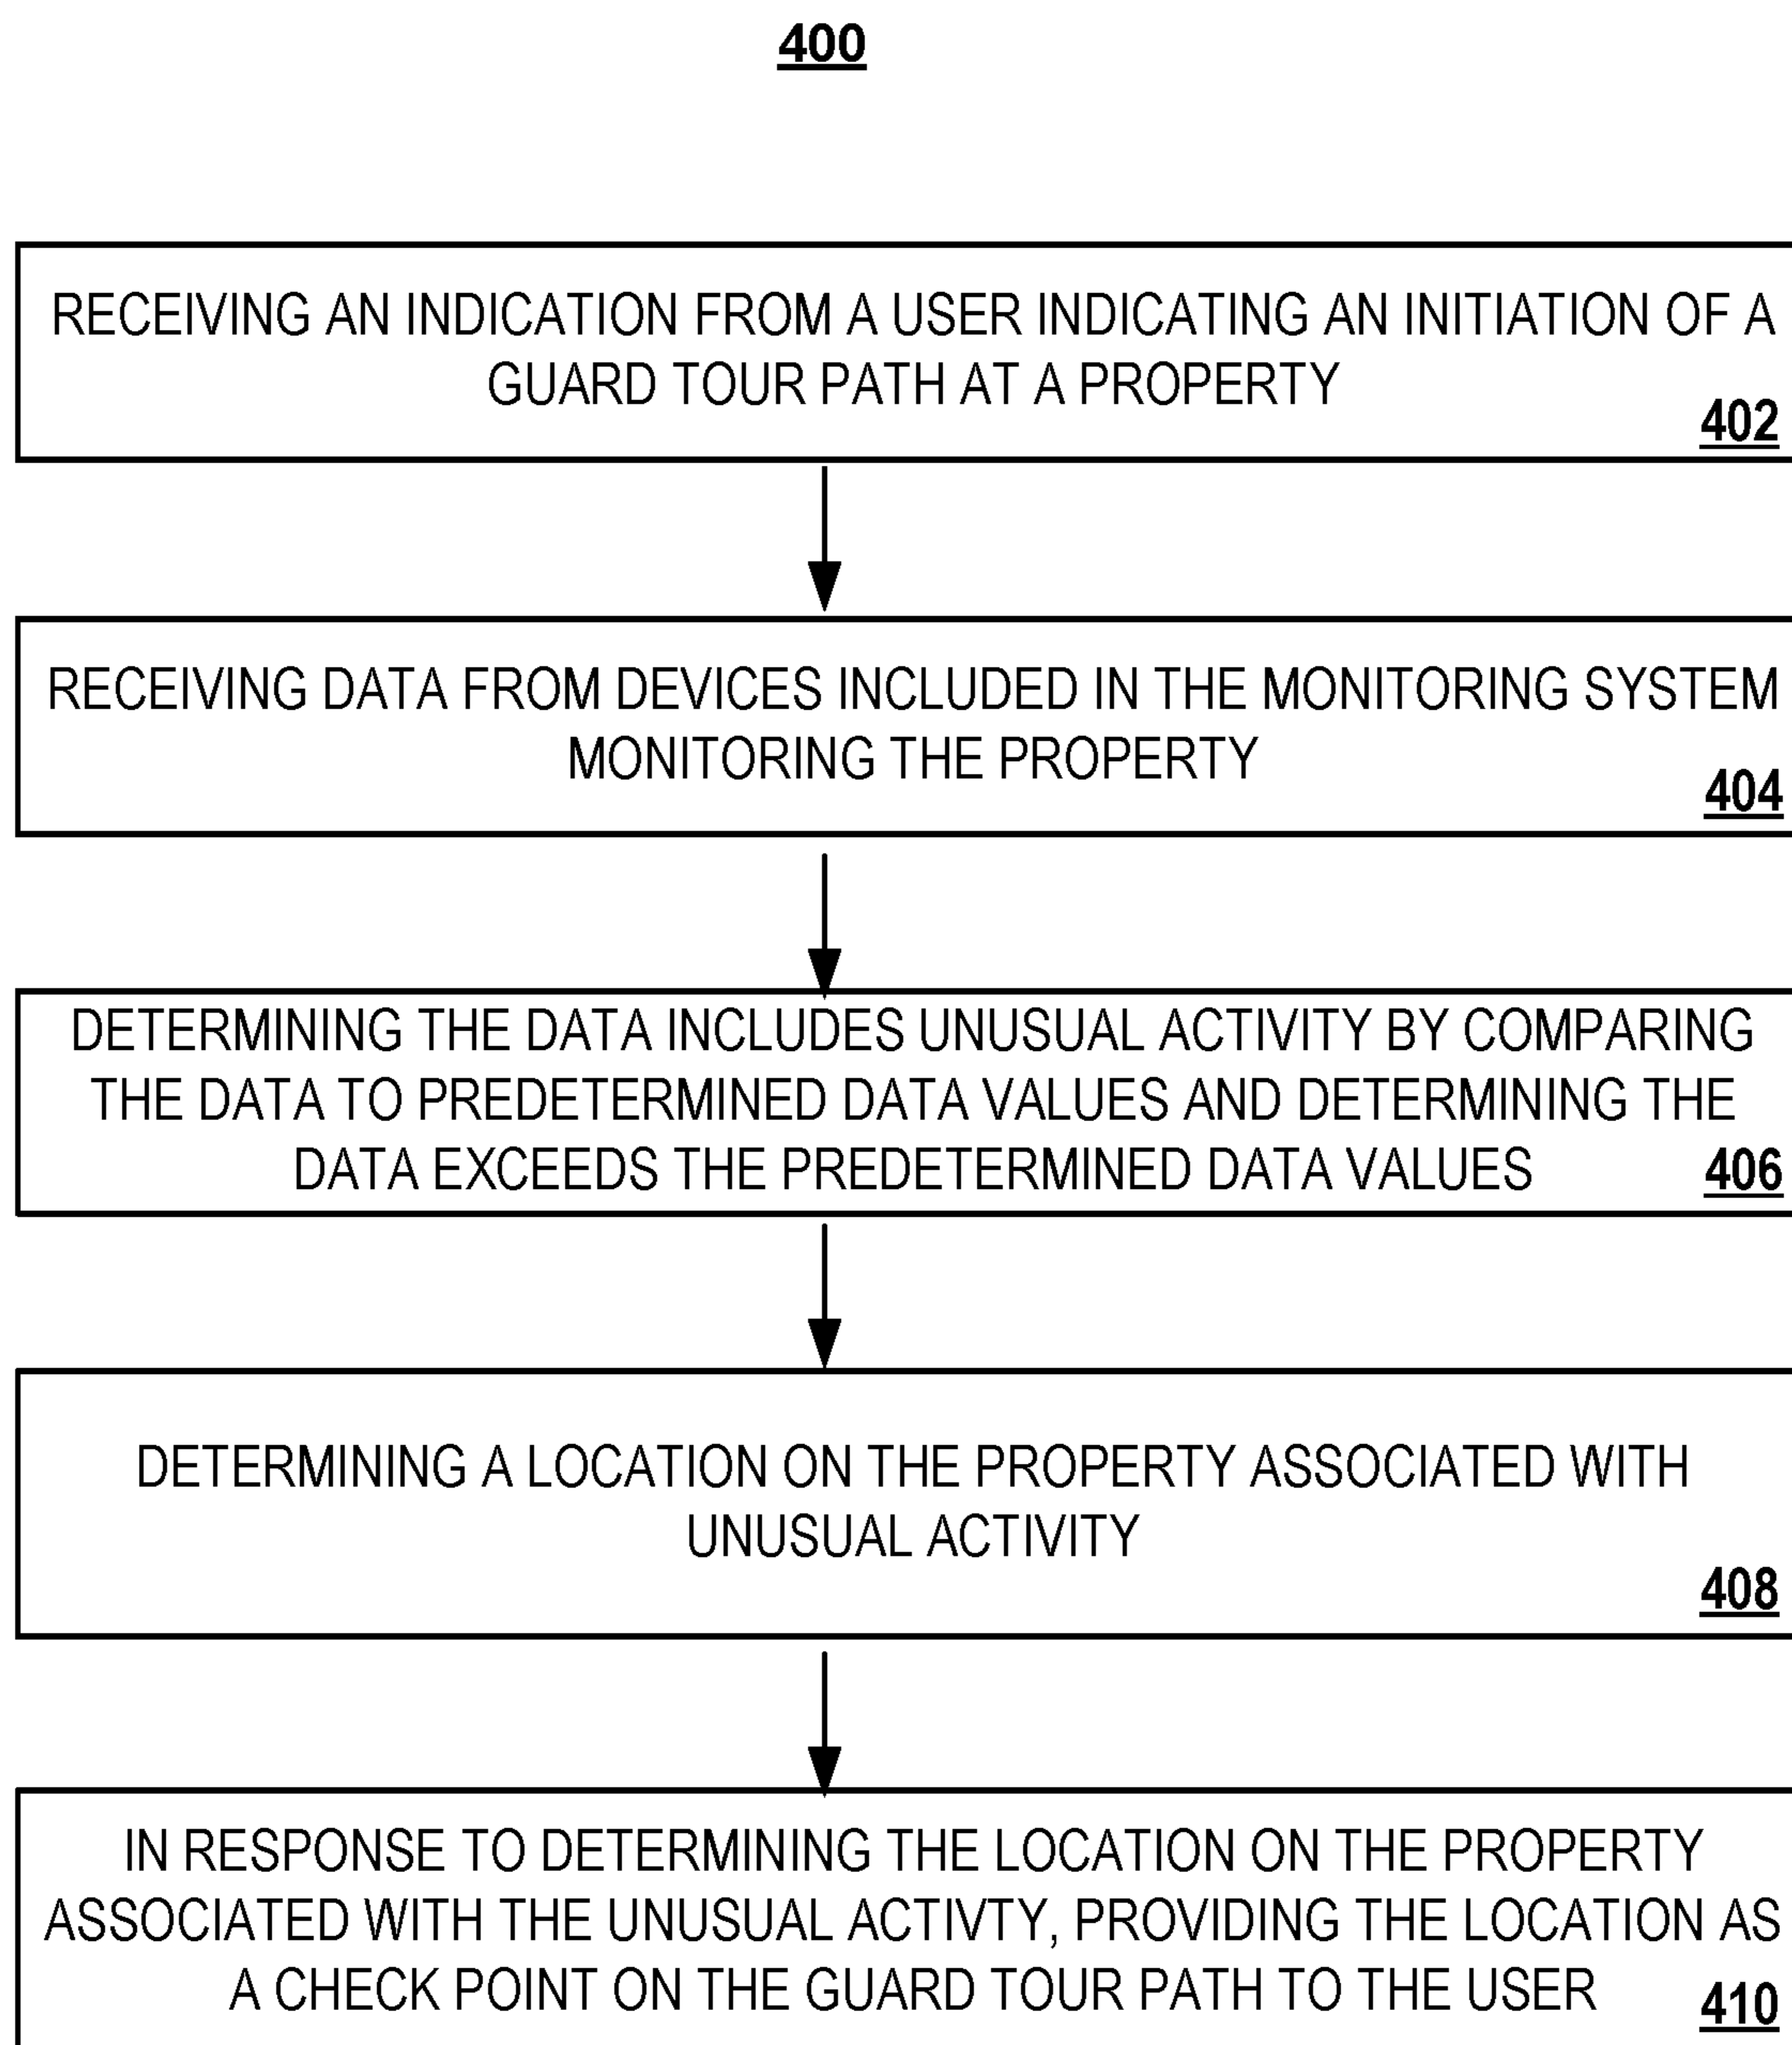 400
RECEIVING AN INDICATION FROM A USER INDICATING AN INITIATION OF A
GUARD TOUR PATH AT A PROPERTY
402
RECEIVING DATA FROM DEVICES INCLUDED IN THE MONITORING SYSTEM
MONITORING THE PROPERTY
404
DETERMINING THE DATA INCLUDES UNUSUAL ACTIVITY BY COMPARING
THE DATA TO PREDETERMINED DATA VALUES AND DETERMINING THE
DATA EXCEEDS THE PREDETERMINED DATA VALUES
406
DETERMINING A LOCATION ON THE PROPERTY ASSOCIATED WITH
UNUSUAL ACTIVITY
408
IN RESPONSE TO DETERMINING THE LOCATION ON THE PROPERTY
ASSOCIATED WITH THE UNUSUAL ACTIVTY, PROVIDING THE LOCATION AS
A CHECK POINT ON THE GUARD TOUR PATH TO THE USER
410